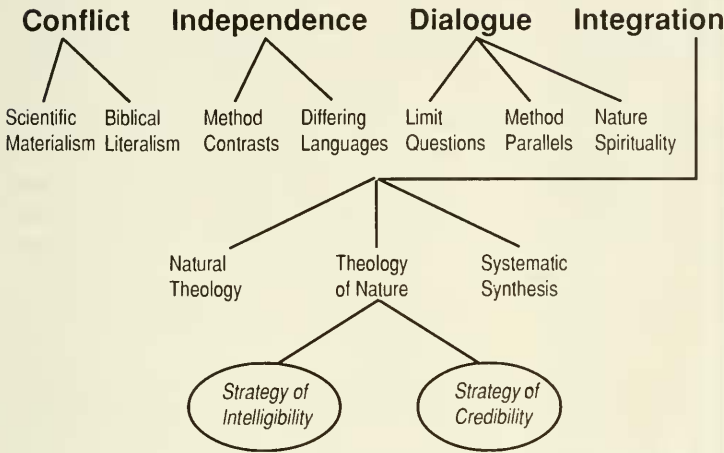 Conflict Independence Dialogue Integration
Scientific Materialism
Biblical Literalism
Method Contrasts
Differing Languages
Limit Questions
Method Parallels
Nature Spirituality
Natural Theology
Theology of Nature
Systematic Synthesis
Strategy of Intelligibility
Strategy of Credibility